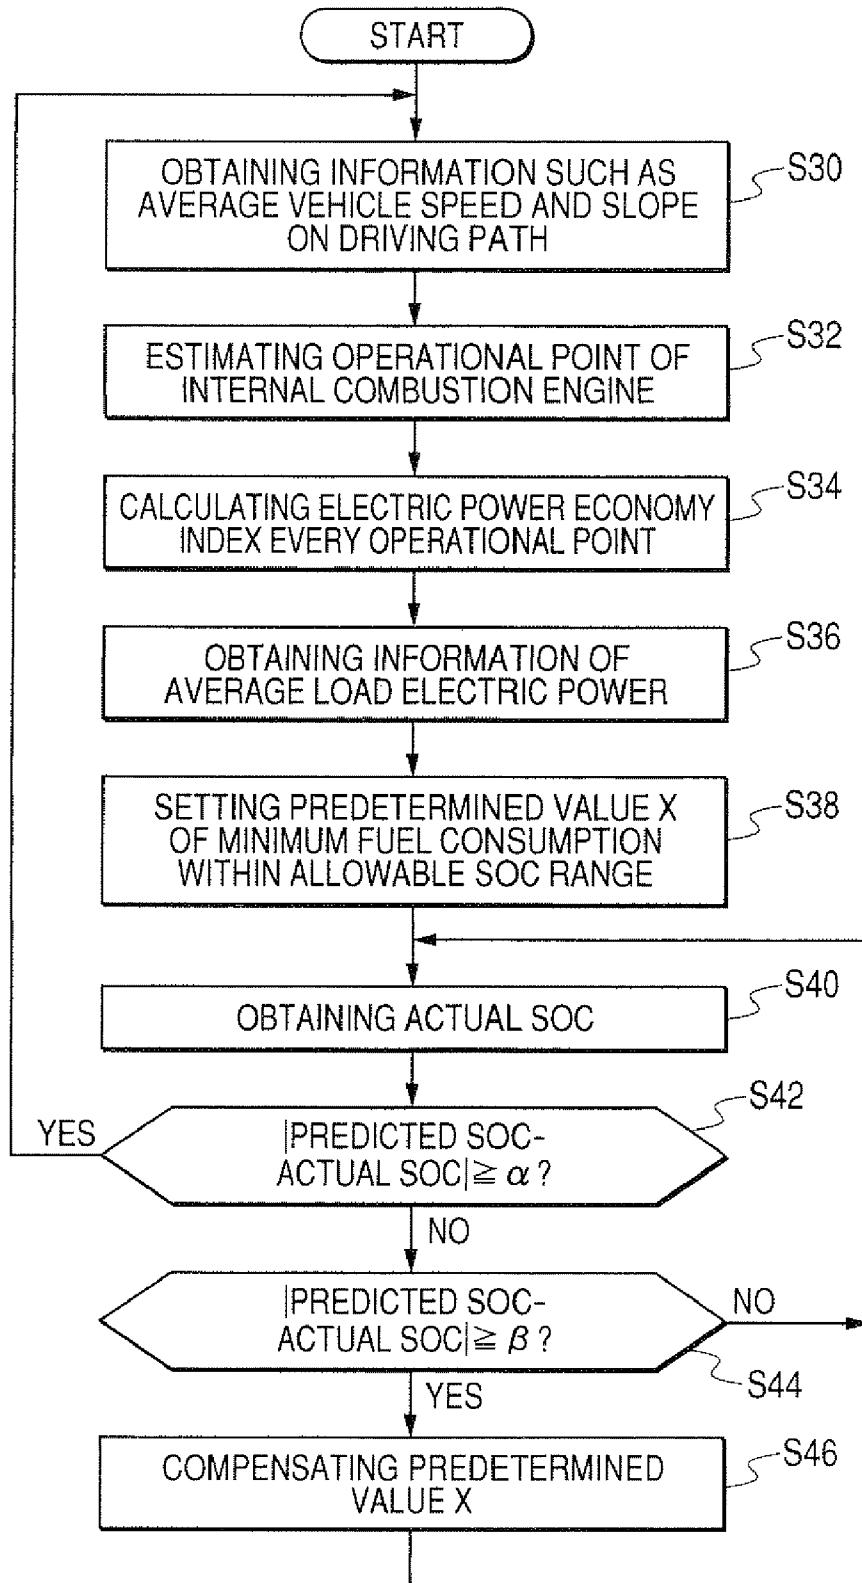 START
OBTAINING INFORMATION SUCH AS
AVERAGE VEHICLE SPEED AND SLOPE
ON DRIVING PATH
S30
ESTIMATING OPERATIONAL POINT OF
INTERNAL COMBUSTION ENGINE
S32
CALCULATING ELECTRIC POWER ECONOMY
INDEX EVERY OPERATIONAL POINT
S34
OBTAINING INFORMATION OF
AVERAGE LOAD ELECTRIC POWER
S36
SETTING PREDETERMINED VALUE X
OF MINIMUM FUEL CONSUMPTION
WITHIN ALLOWABLE SOC RANGE
S38
OBTAINING ACTUAL SOC
S40
|PREDICTED SOC-
ACTUAL SOC|≧ α?
S42
YES
NO
|PREDICTED SOC-
ACTUAL SOC|≧ β?
S44
NO
YES
COMPENSATING PREDETERMINED
VALUE X
S46